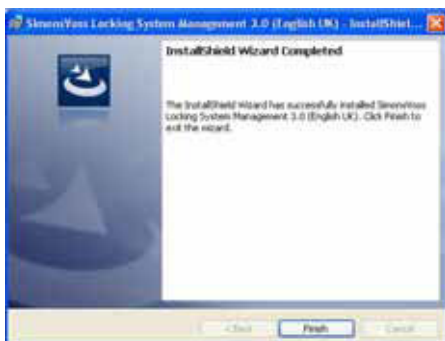 SimonsVoss Locking System Management 3.0 (English UK) - InstallShiel...
InstallShield Wizard Completed
The InstallShield Wizard has successfully installed SimonsVoss
Locking System Management 3.0 (English UK). Click Finish to
exit the wizard.
< Back
Finish
Cancel